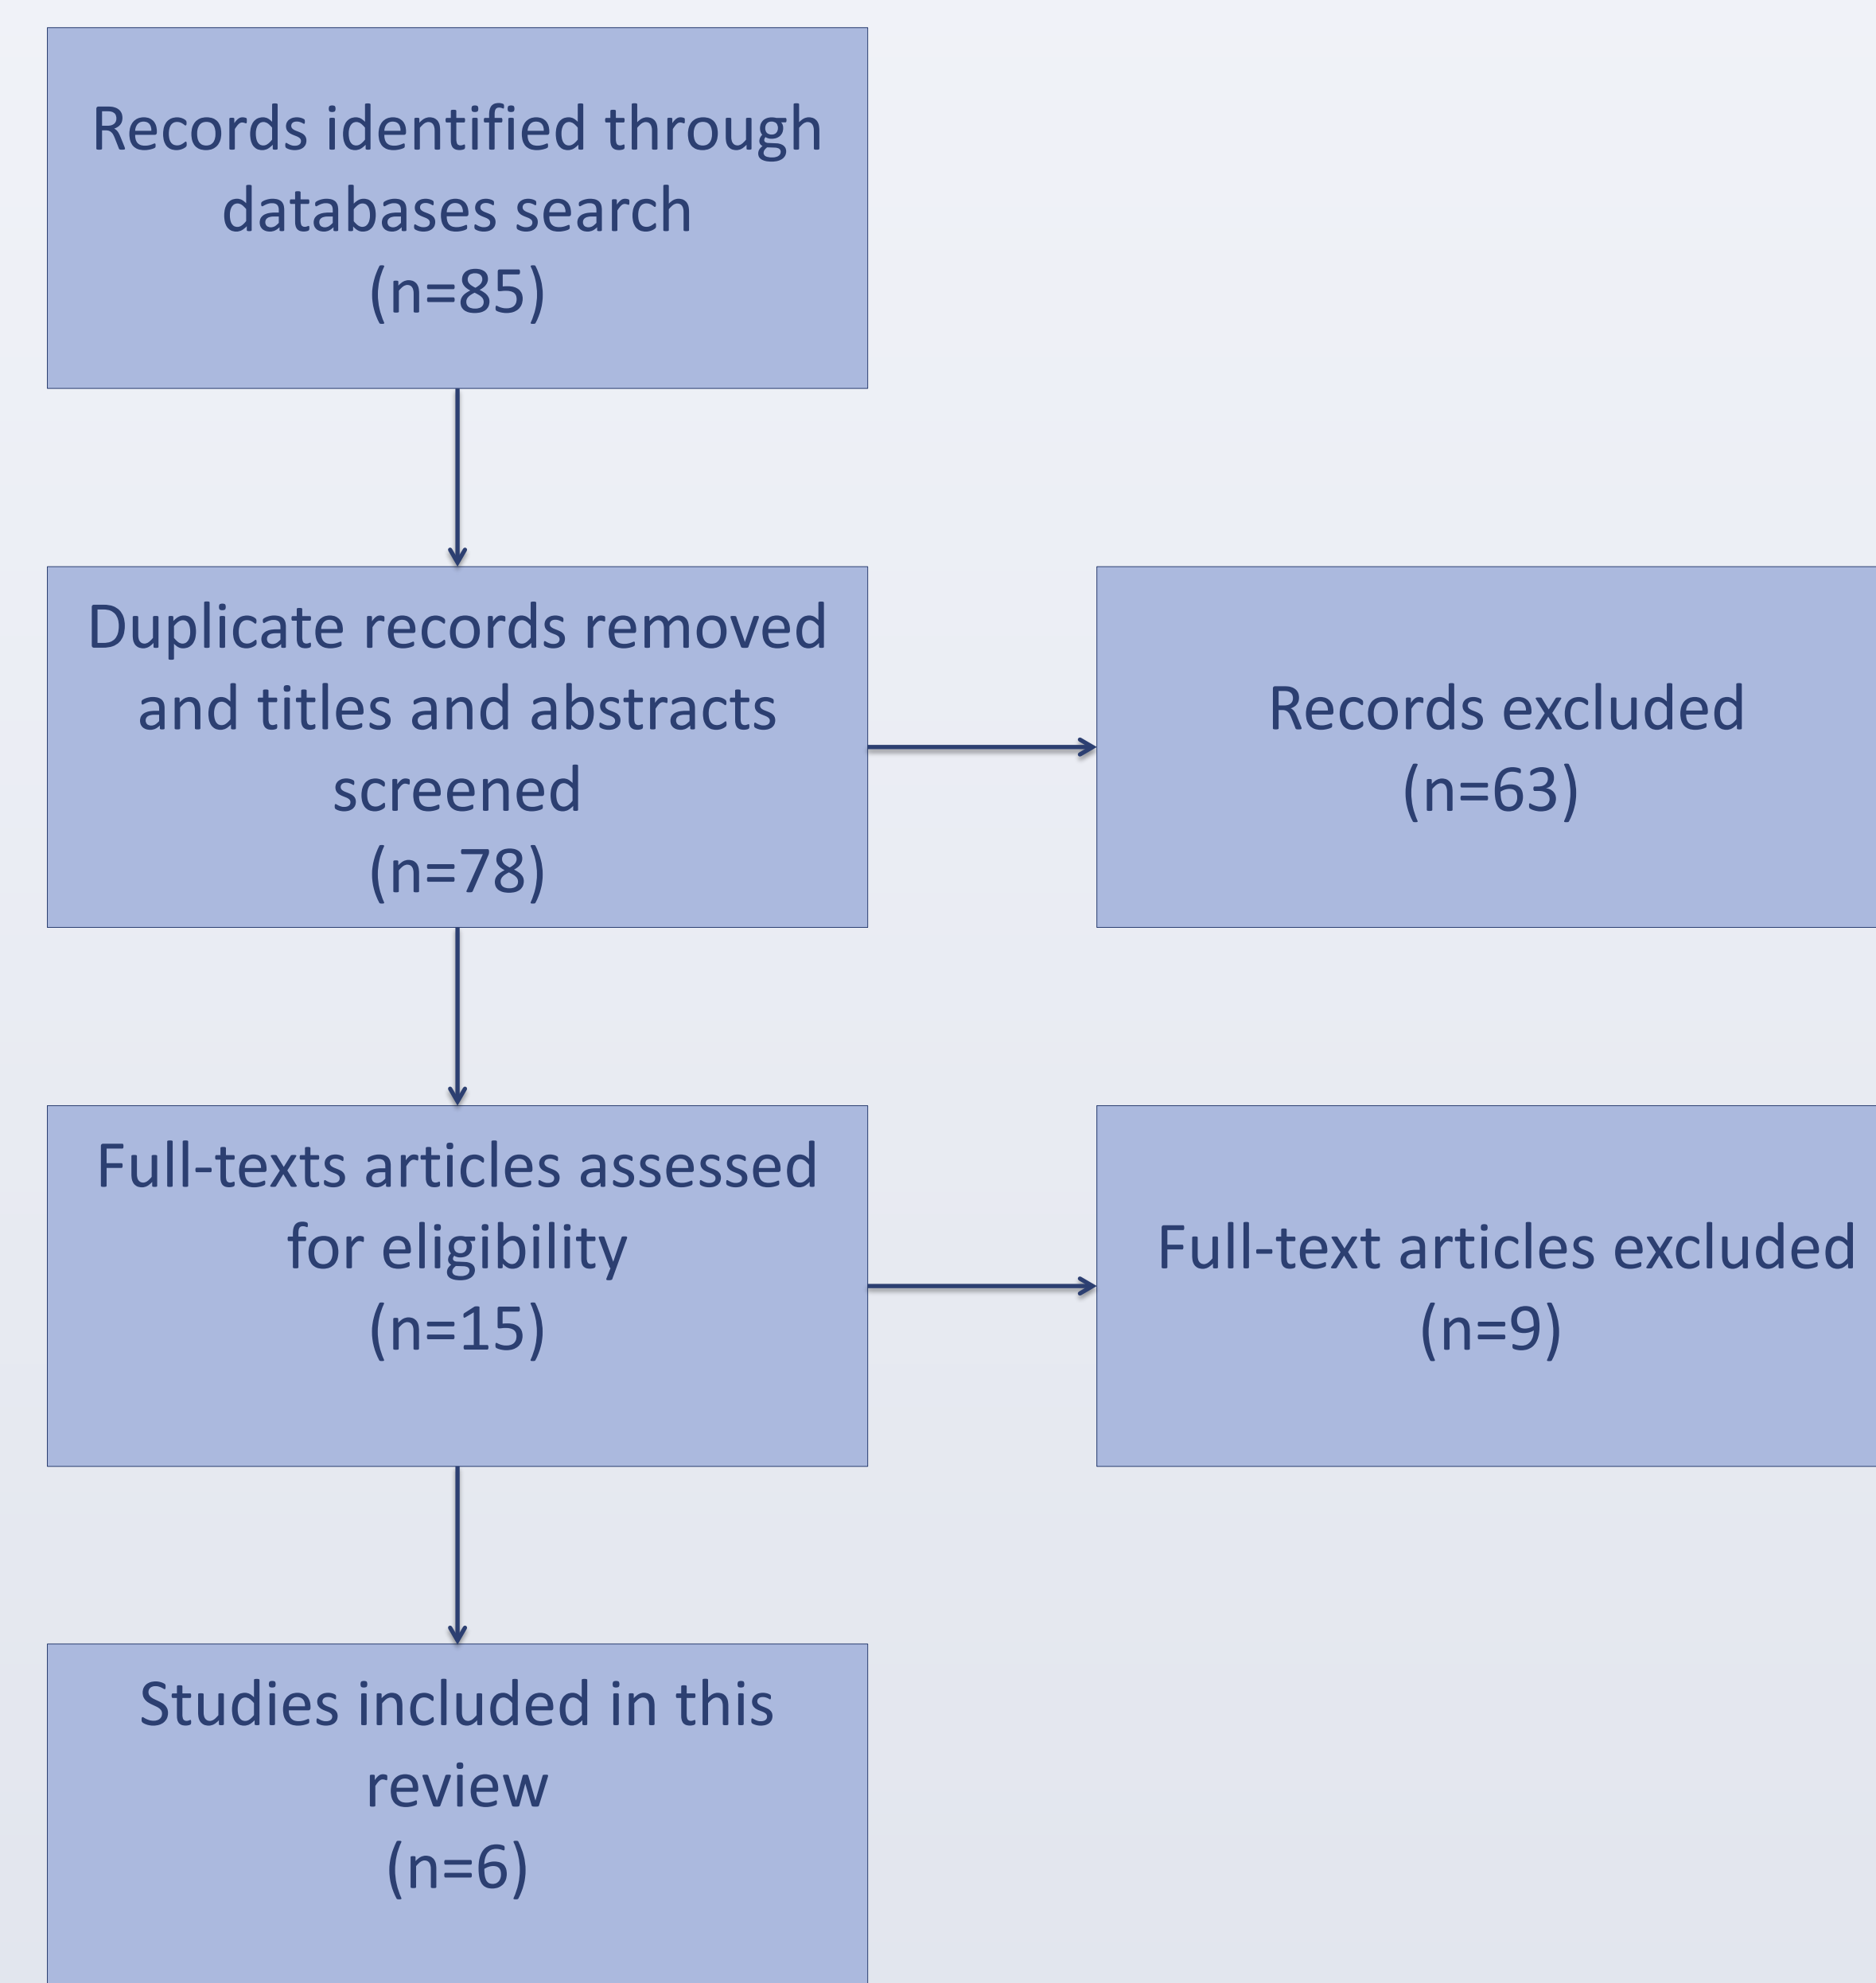 Records identified through
databases search
(n=85)
Duplicate records removed
and titles and abstracts
screened
(n=78)
Records excluded
(n=63)
Full-texts articles assessed
for eligibility
(n=15)
Full-text articles excluded
(n=9)
Studies included in this
review
(n=6)